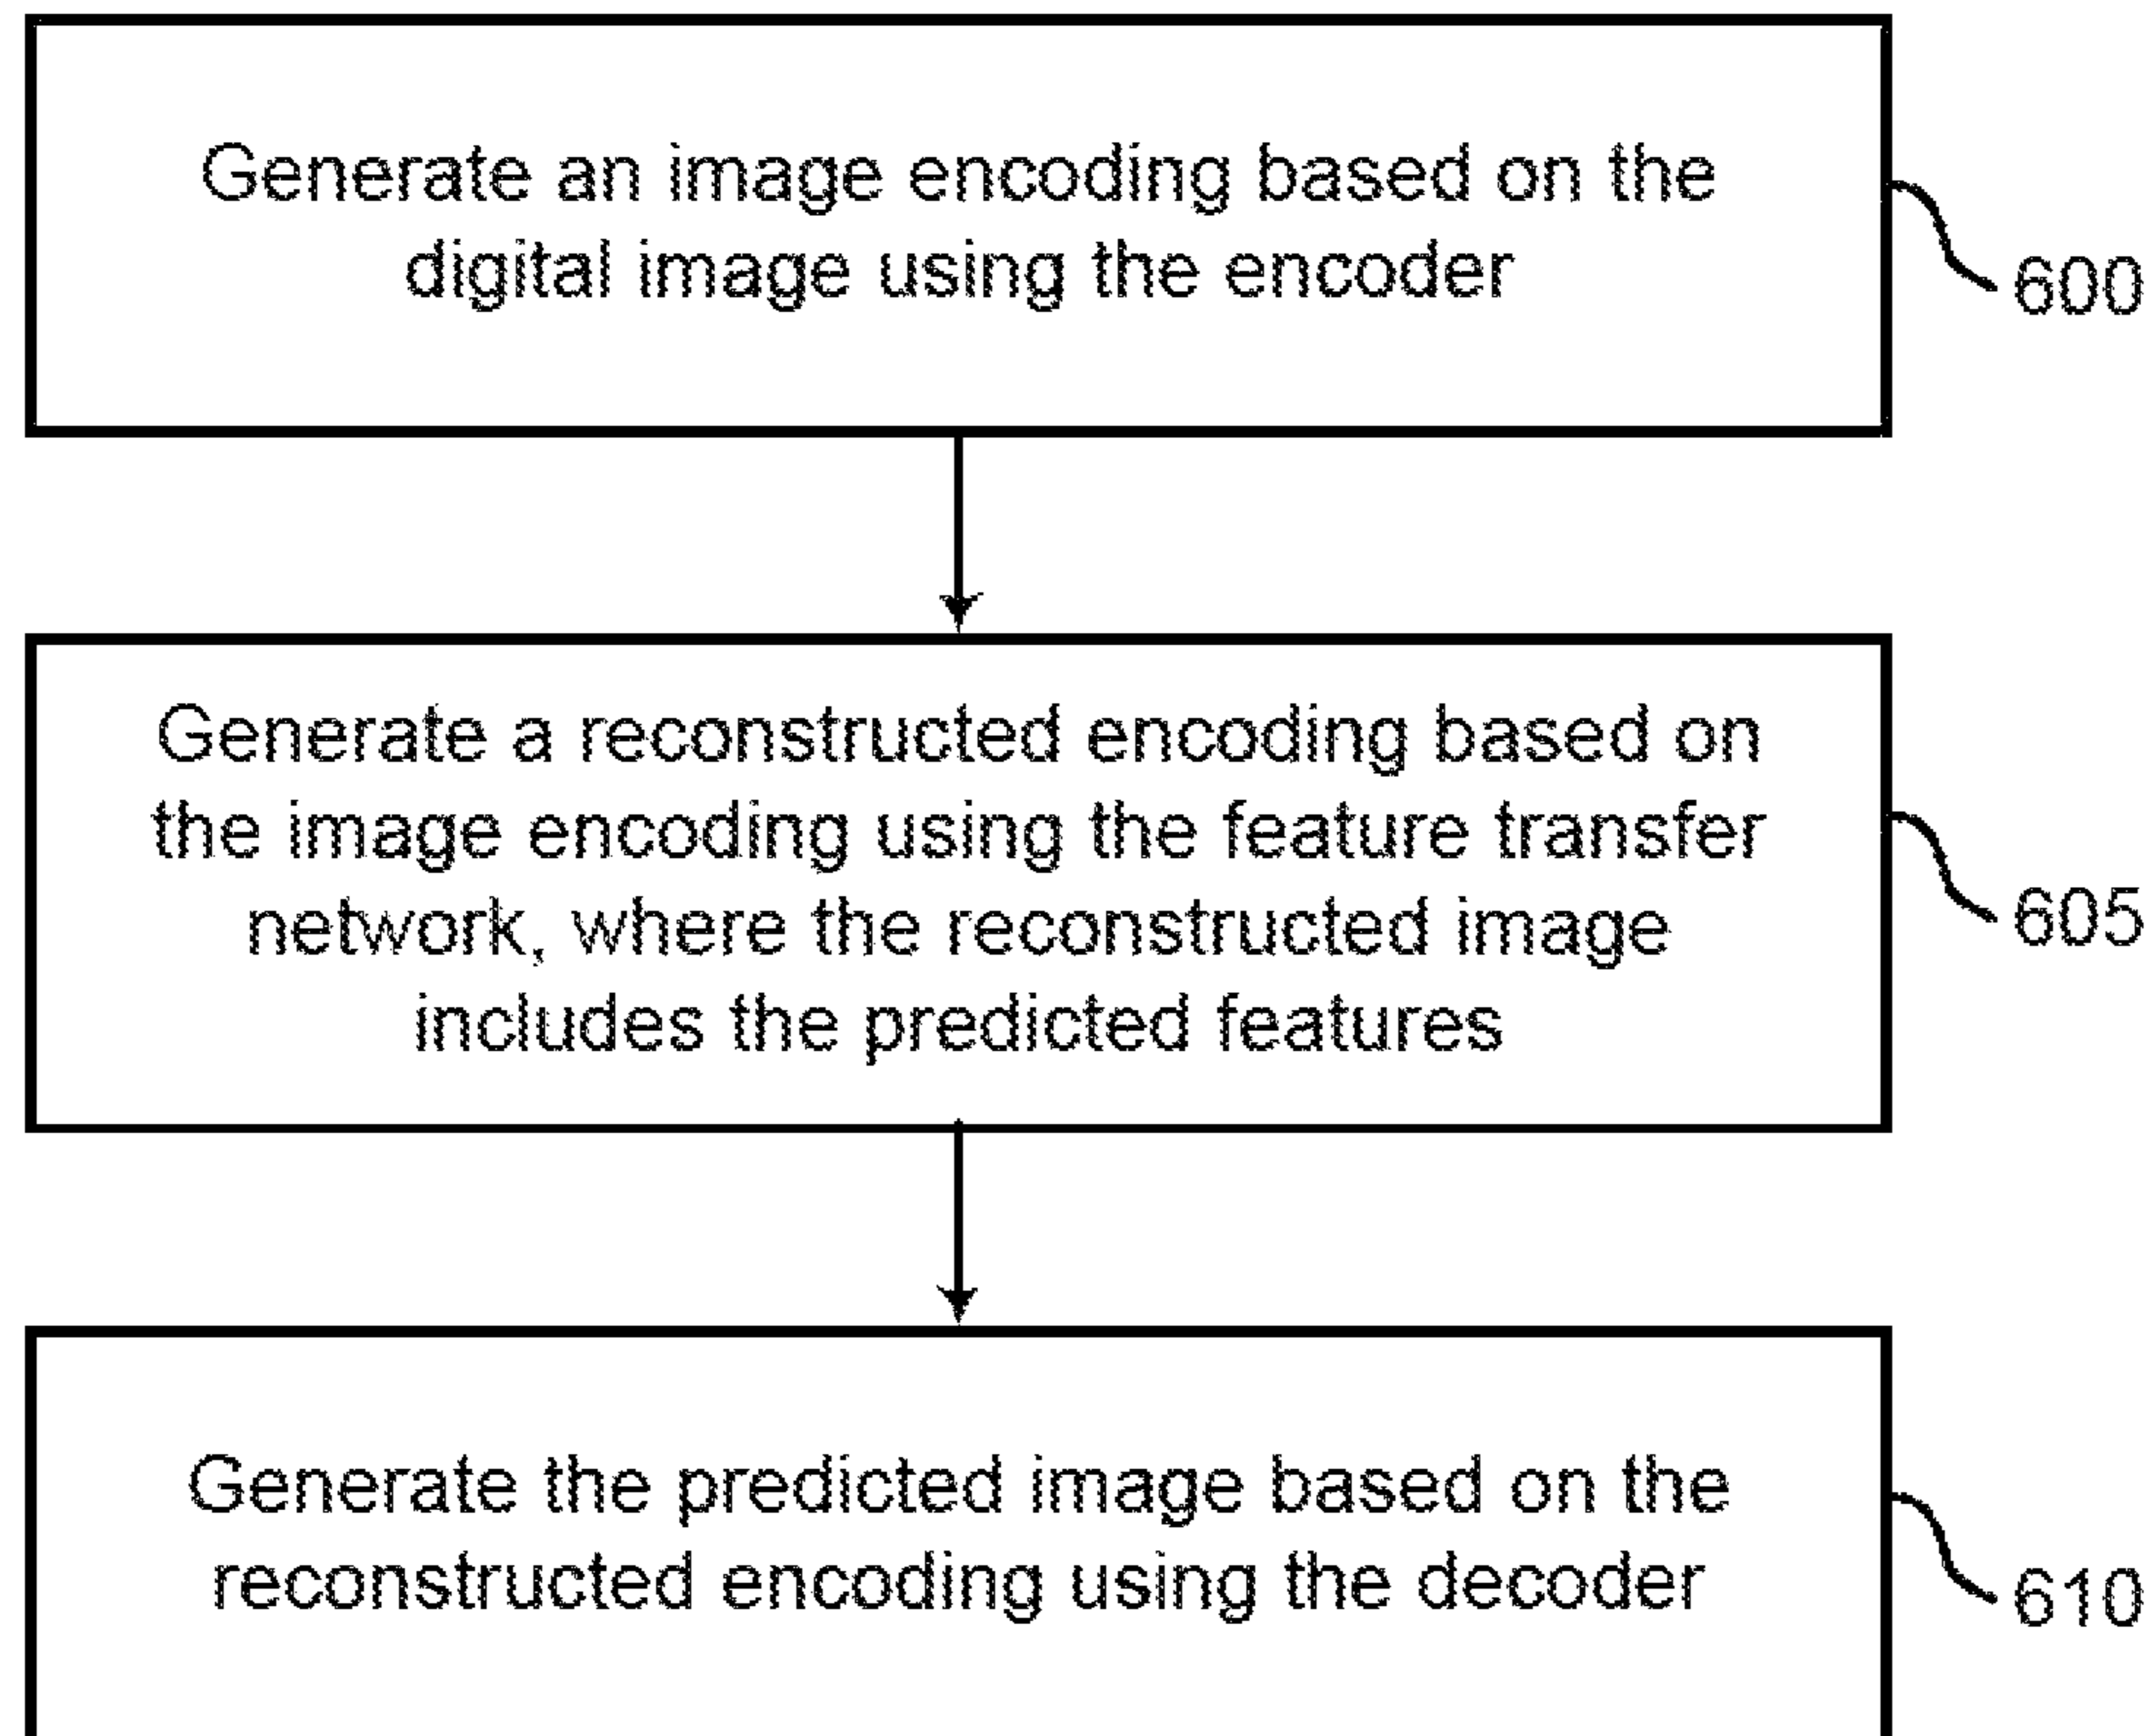 Generate an image encoding based on the
digital image using the encoder
600
Generate a reconstructed encoding based on
the image encoding using the feature transfer
network, where the reconstructed image
includes the predicted features
605
Generate the predicted image based on the
reconstructed encoding using the decoder
610